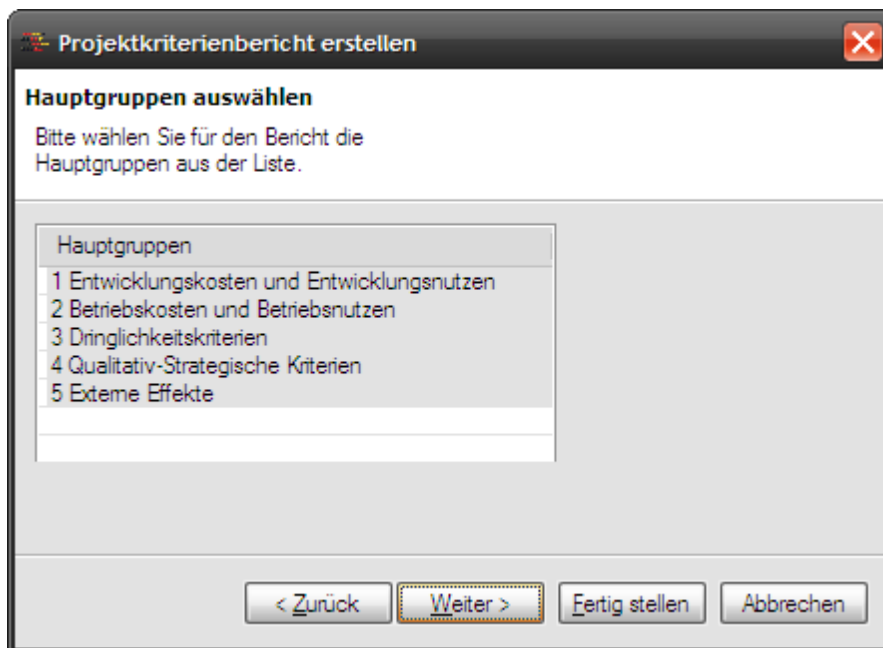 Projektkriterienbericht erstellen
Hauptgruppen auswählen
Bitte wählen Sie für den Bericht die
Hauptgruppen aus der Liste.
Hauptgruppen
1 Entwicklungskosten und Entwicklungsnutzen
2 Betriebskosten und Betriebsnutzen
3 Dringlichkeitskriterien
4 Qualitativ-Strategische Kriterien
5 Externe Effekte
< Zurück Weiter > Fertig stellen Abbrechen